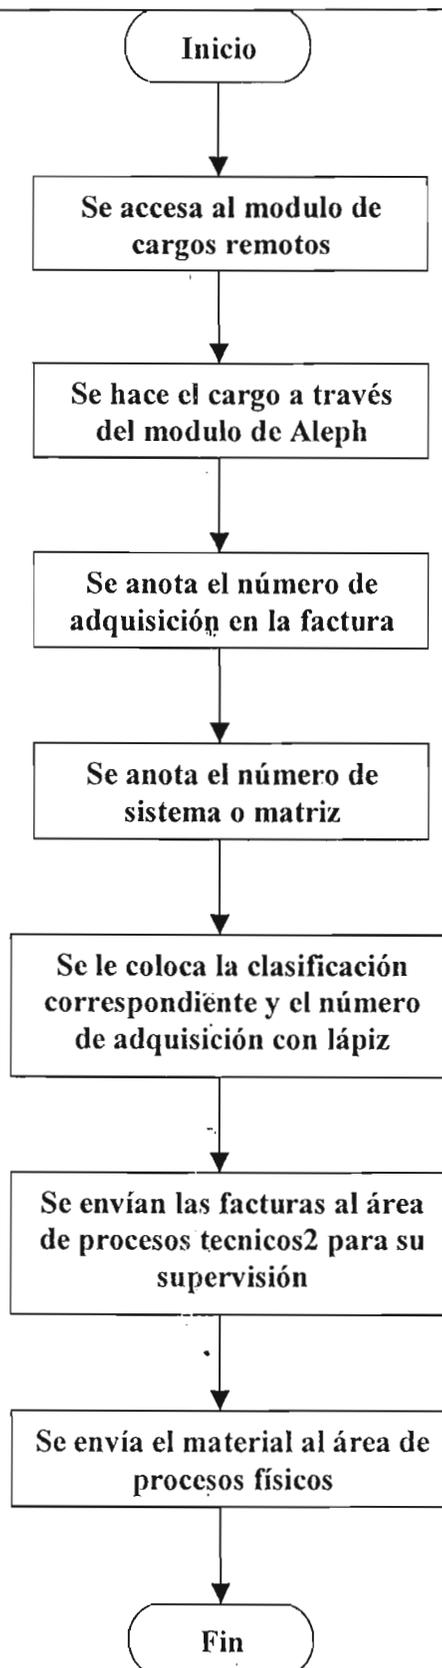 Inicio
Se accesa al modulo de
cargos remotos
Se hace el cargo a través
del modulo de Aleph
Se anota el número de
adquisición en la factura
Se anota el número de
sistema o matriz
Se le coloca la clasificación
correspondiente y el número
de adquisición con lápiz
Se envían las facturas al área
de procesos tecnicos2 para su
supervisión
Se envía el material al área de
procesos físicos
Fin